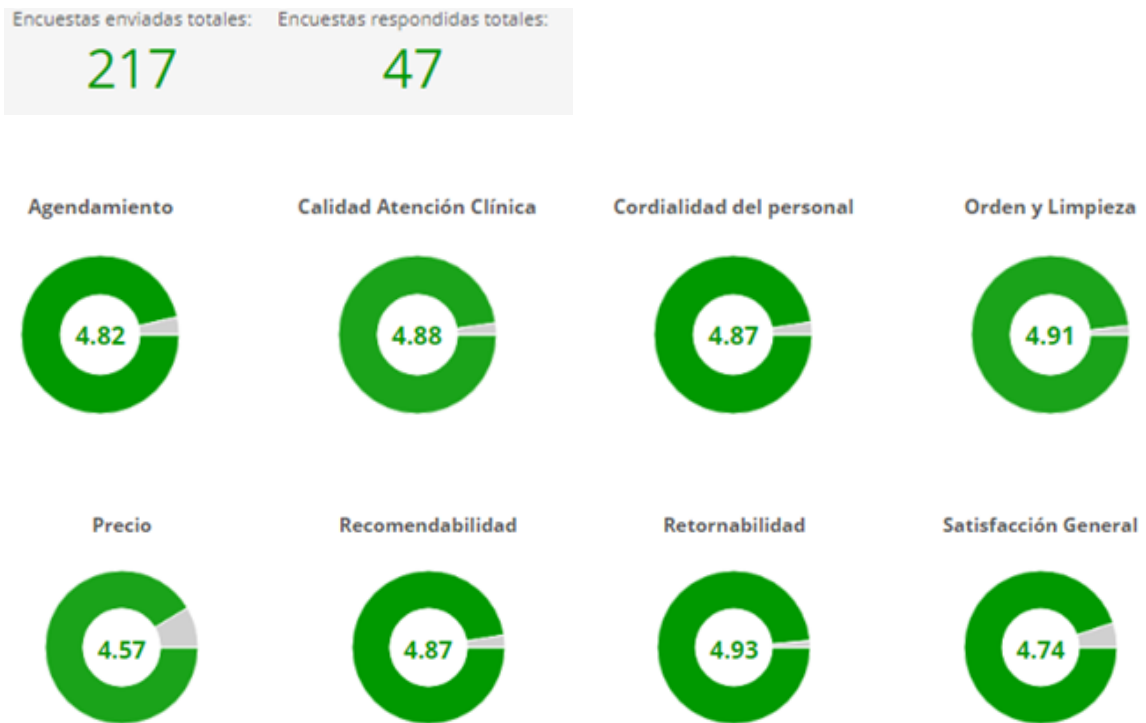 Encuestas enviadas totales: Encuestas respondidas totales:
217 47
Agendamiento Calidad Atención Clínica Cordialidad del personal Orden y Limpieza
4.82 4.88 4.87 4.91
Precio Recomendabilidad Retornabilidad Satisfacción General
4.57 4.87 4.93 4.74